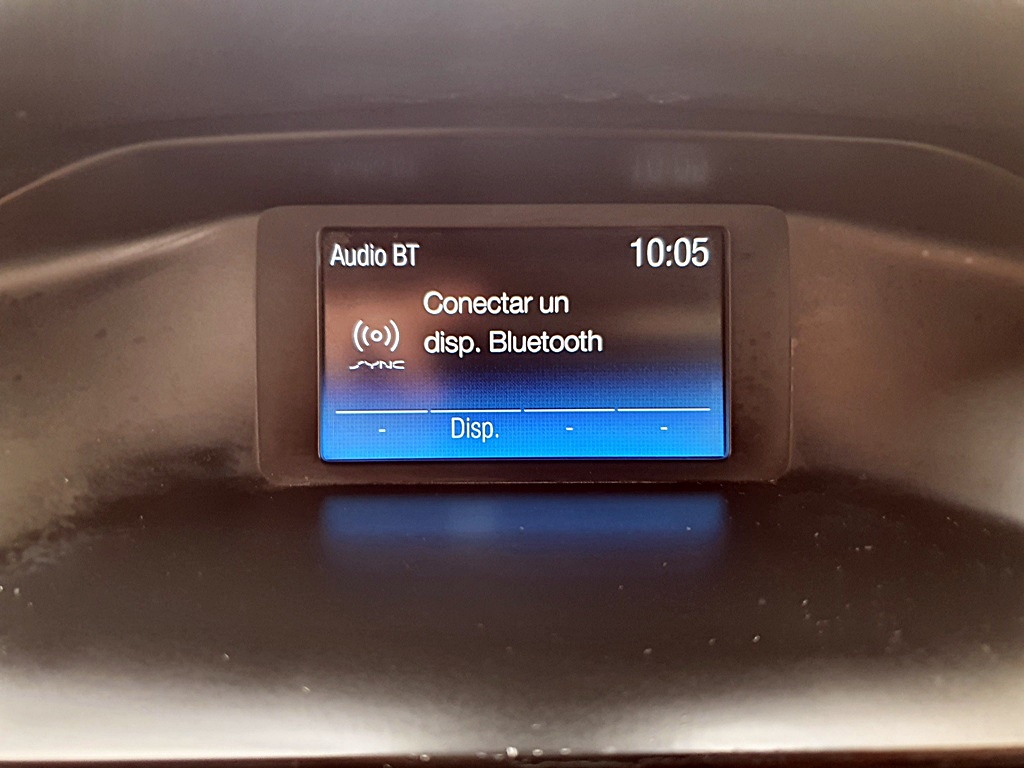 Audio BT 10:05
Conectar un
disp. Bluetooth
SYNC
- Disp. - -